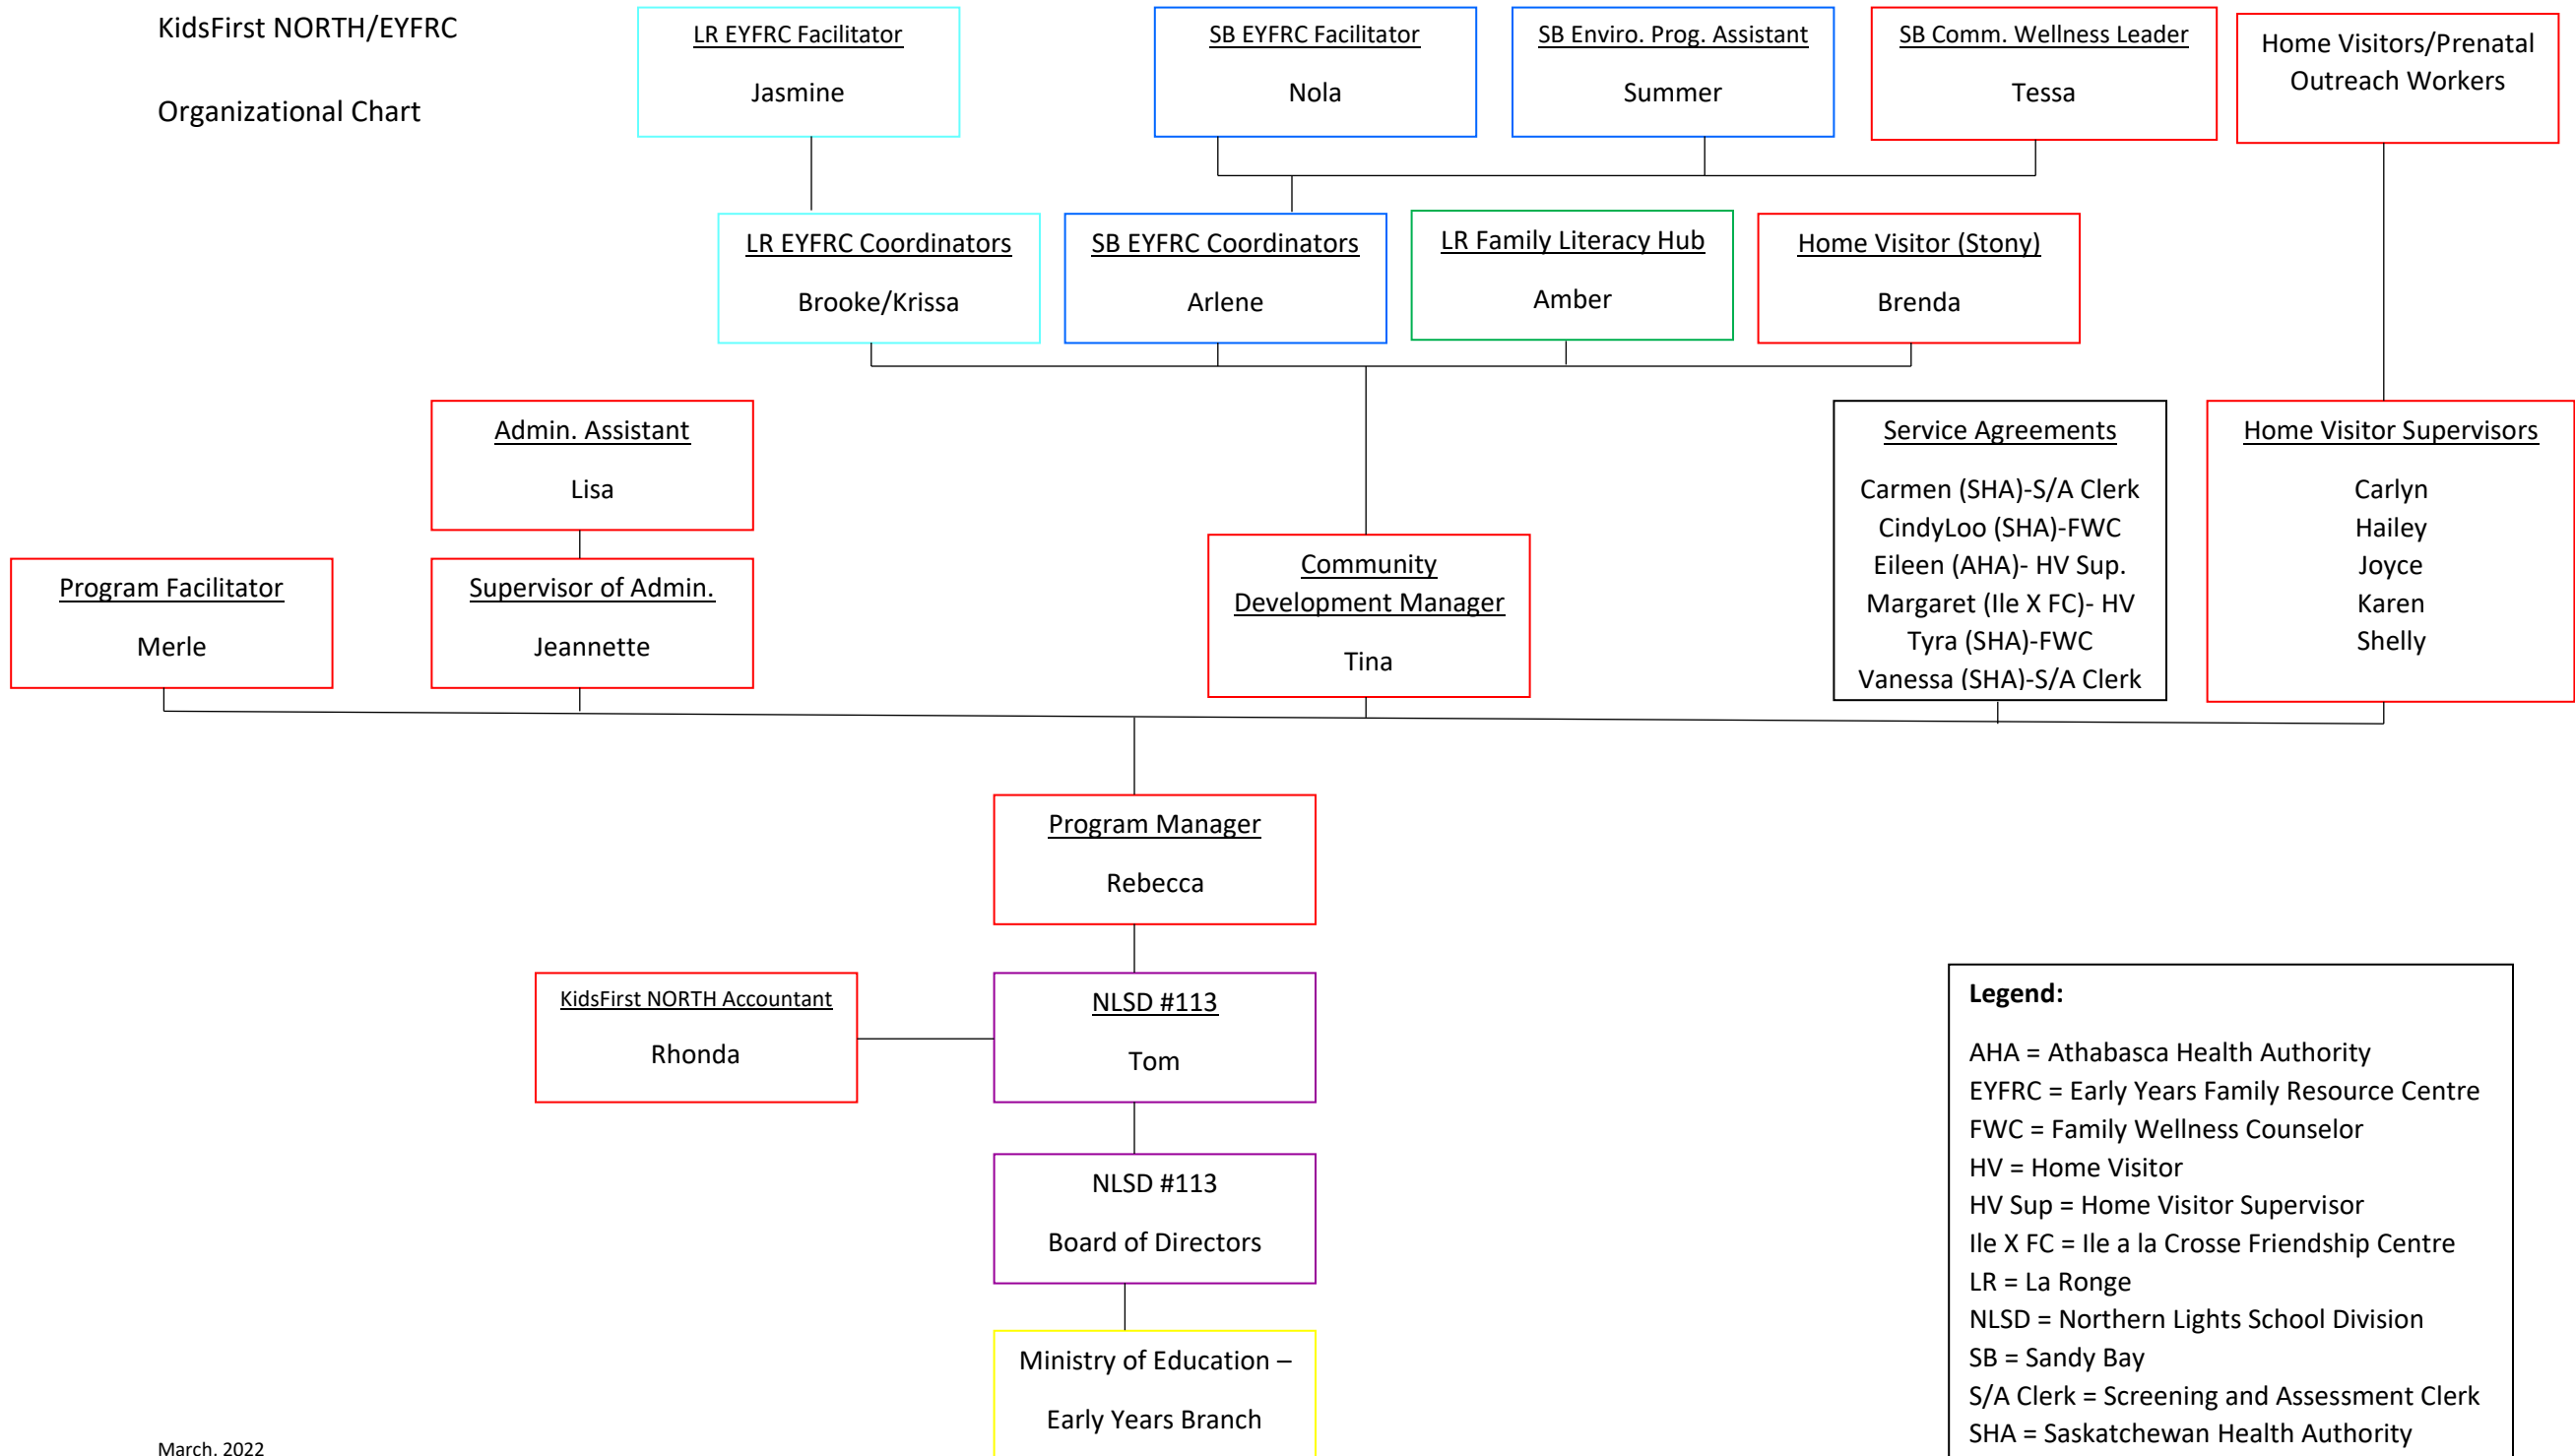 KidsFirst NORTH/EYFRC
Organizational Chart
LR EYFRC Facilitator
Jasmine
SB EYFRC Facilitator
Nola
SB Enviro. Prog. Assistant
Summer
SB Comm. Wellness Leader
Tessa
Home Visitors/Prenatal
Outreach Workers
LR EYFRC Coordinators
Brooke/Krissa
SB EYFRC Coordinators
Arlene
LR Family Literacy Hub
Amber
Home Visitor (Stony)
Brenda
Admin. Assistant
Lisa
Service Agreements
Carmen (SHA)-S/A Clerk
CindyLoo (SHA)-FWC
Eileen (AHA)- HV Sup.
Margaret (Ile X FC)- HV
Tyra (SHA)-FWC
Vanessa (SHA)-S/A Clerk
Home Visitor Supervisors
Carlyn
Hailey
Joyce
Karen
Shelly
Program Facilitator
Merle
Supervisor of Admin.
Jeannette
Community
Development Manager
Tina
Program Manager
Rebecca
KidsFirst NORTH Accountant
Rhonda
NLSD #113
Tom
NLSD #113
Board of Directors
Ministry of Education –
Early Years Branch
Legend:
AHA = Athabasca Health Authority
EYFRC = Early Years Family Resource Centre
FWC = Family Wellness Counselor
HV = Home Visitor
HV Sup = Home Visitor Supervisor
Ile X FC = Ile a la Crosse Friendship Centre
LR = La Ronge
NLSD = Northern Lights School Division
SB = Sandy Bay
S/A Clerk = Screening and Assessment Clerk
SHA = Saskatchewan Health Authority
March, 2022